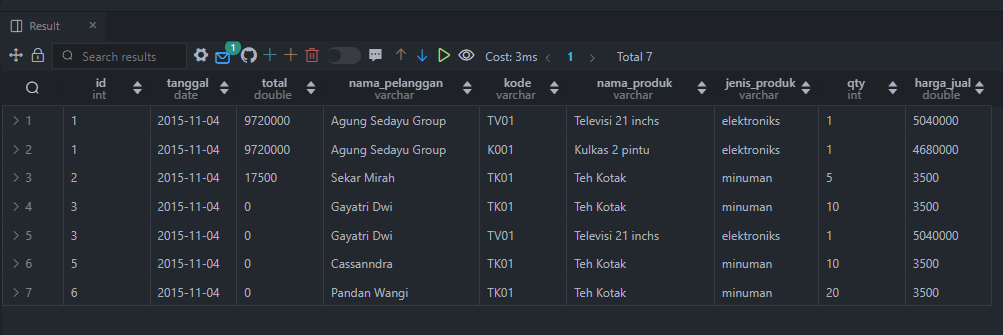 Result ×
Search results 1 Cost: 3ms < 1 > Total 7
id tanggal total nama_pelanggan kode nama_produk jenis_produk qty harga_jual
int date double varchar varchar varchar varchar int double
> 1 1 2015-11-04 9720000 Agung Sedayu Group TV01 Televisi 21 inchs elektroniks 1 5040000
> 2 1 2015-11-04 9720000 Agung Sedayu Group K001 Kulkas 2 pintu elektroniks 1 4680000
> 3 2 2015-11-04 17500 Sekar Mirah TK01 Teh Kotak minuman 5 3500
> 4 3 2015-11-04 0 Gayatri Dwi TK01 Teh Kotak minuman 10 3500
> 5 3 2015-11-04 0 Gayatri Dwi TV01 Televisi 21 inchs elektroniks 1 5040000
> 6 5 2015-11-04 0 Cassanndra TK01 Teh Kotak minuman 10 3500
> 7 6 2015-11-04 0 Pandan Wangi TK01 Teh Kotak minuman 20 3500